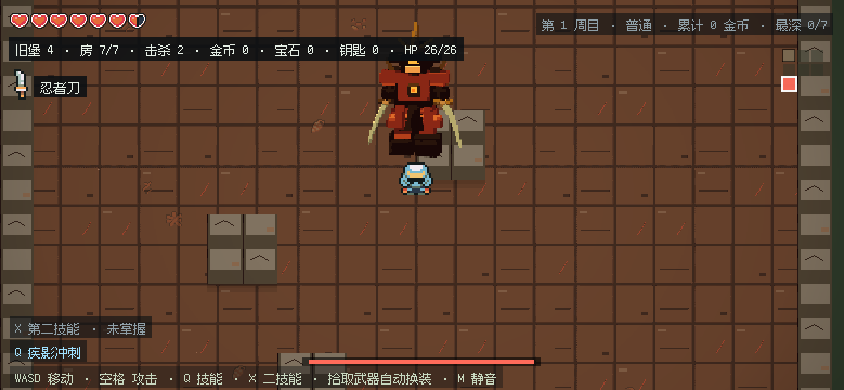 第 1 周目 · 普通 · 累计 0 金币 · 最深 0/7
旧堡 4 · 房 7/7 · 击杀 2 · 金币 0 · 宝石 0 · 钥匙 0 · HP 26/26
忍者刀
X 第二技能 · 未掌握
Q 疾影冲刺
WASD 移动 · 空格 攻击 · Q 技能 · X 二技能 · 拾取武器自动换装 · M 静音